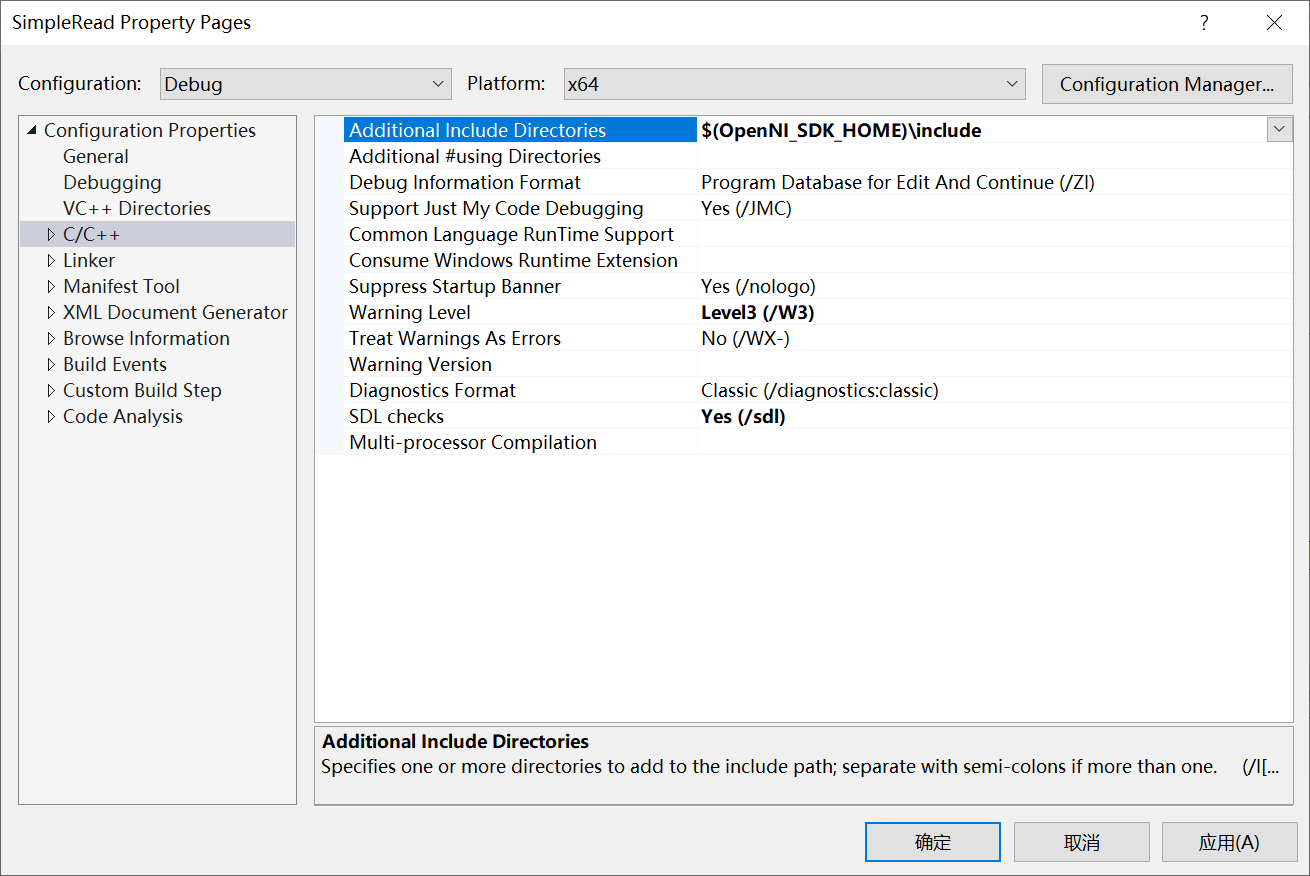 SimpleRead Property Pages
?
Configuration: Debug Platform: x64 Configuration Manager...
Configuration Properties
General
Debugging
VC++ Directories
C/C++
Linker
Manifest Tool
XML Document Generator
Browse Information
Build Events
Custom Build Step
Code Analysis
Additional Include Directories $(OpenNI_SDK_HOME)\include
Additional #using Directories
Debug Information Format Program Database for Edit And Continue (/ZI)
Support Just My Code Debugging Yes (/JMC)
Common Language RunTime Support
Consume Windows Runtime Extension
Suppress Startup Banner Yes (/nologo)
Warning Level Level3 (/W3)
Treat Warnings As Errors No (/WX-)
Warning Version
Diagnostics Format Classic (/diagnostics:classic)
SDL checks Yes (/sdl)
Multi-processor Compilation
Additional Include Directories
Specifies one or more directories to add to the include path; separate with semi-colons if more than one. (/I[...
确定 取消 应用(A)